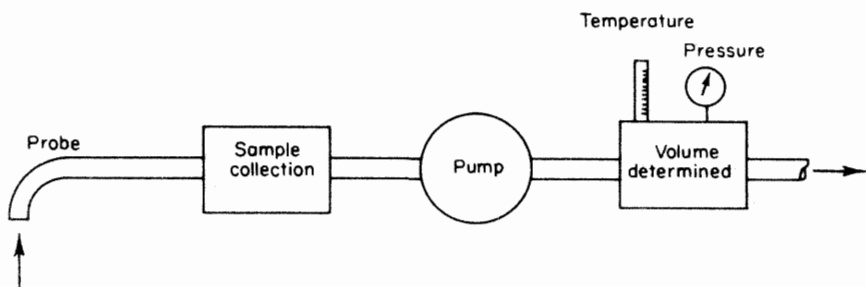 Temperature
Pressure
Probe
Sample
collection
Pump
Volume
determined